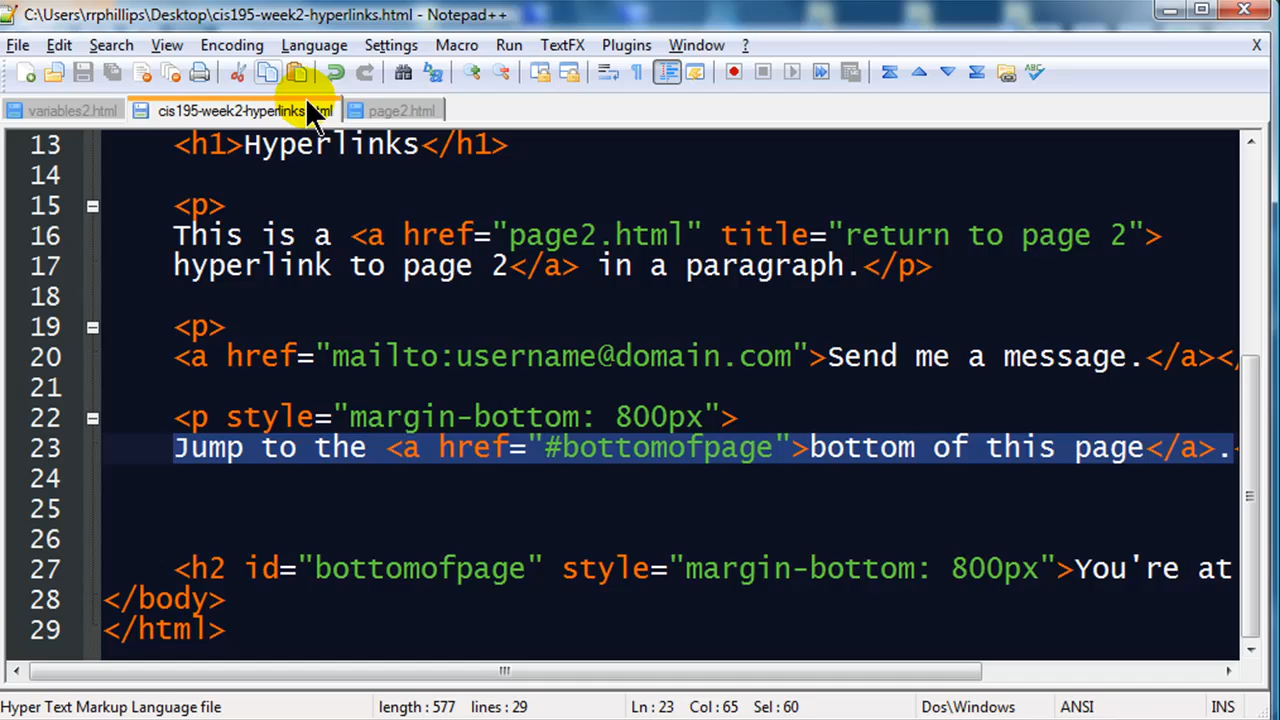 C:\Users\rrphillips\Desktop\cis195-week2-hyperlinks.html - Notepad++
File Edit Search View Encoding Language Settings Macro Run TextFX Plugins Window ? X
variables2.html cis195-week2-hyperlinks.html page2.html
13 <h1>Hyperlinks</h1>
14
15 <p>
16 This is a <a href="page2.html" title="return to page 2">
17 hyperlink to page 2</a> in a paragraph.</p>
18
19 <p>
20 <a href="mailto:username@domain.com">Send me a message.</a></
21
22 <p style="margin-bottom: 800px">
23 Jump to the <a href="#bottomofpage">bottom of this page</a>.<
24
25
26
27 <h2 id="bottomofpage" style="margin-bottom: 800px">You're at
28 </body>
29 </html>
Hyper Text Markup Language file length : 577 lines : 29 Ln : 23 Col : 65 Sel : 60 Dos\Windows ANSI INS